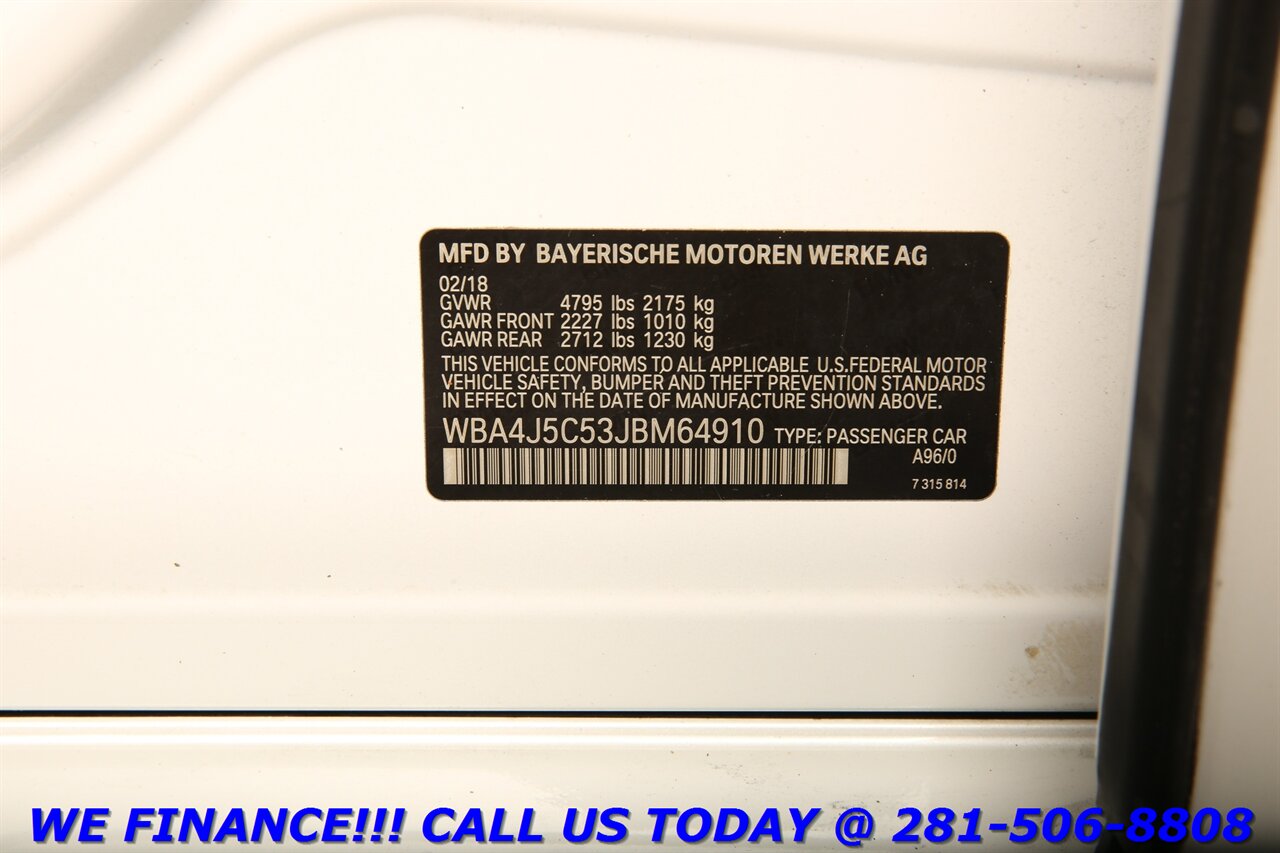 MFD BY BAYERISCHE MOTOREN WERKE AG
02/18
GVWR 4795 lbs 2175 kg
GAWR FRONT 2227 lbs 1010 kg
GAWR REAR 2712 lbs 1230 kg
THIS VEHICLE CONFORMS TO ALL APPLICABLE U.S.FEDERAL MOTOR
VEHICLE SAFETY, BUMPER AND THEFT PREVENTION STANDARDS
IN EFFECT ON THE DATE OF MANUFACTURE SHOWN ABOVE.
WBA4J5C53JBM64910 TYPE: PASSENGER CAR
A96/0
7 315 814
WE FINANCE!!! CALL US TODAY @ 281-506-8808